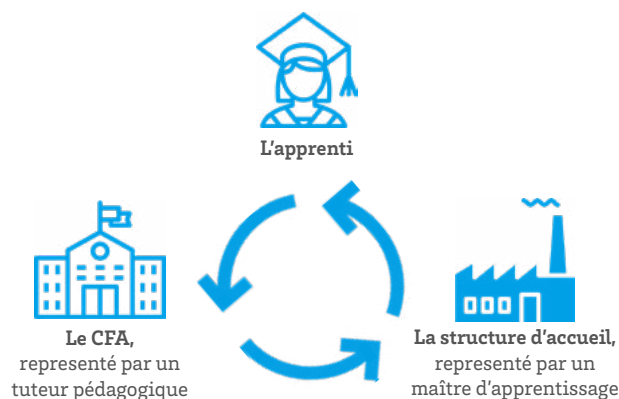 L'apprenti
Le CFA,
representé par un
tuteur pédagogique
La structure d'accueil,
representé par un
maître d'apprentissage